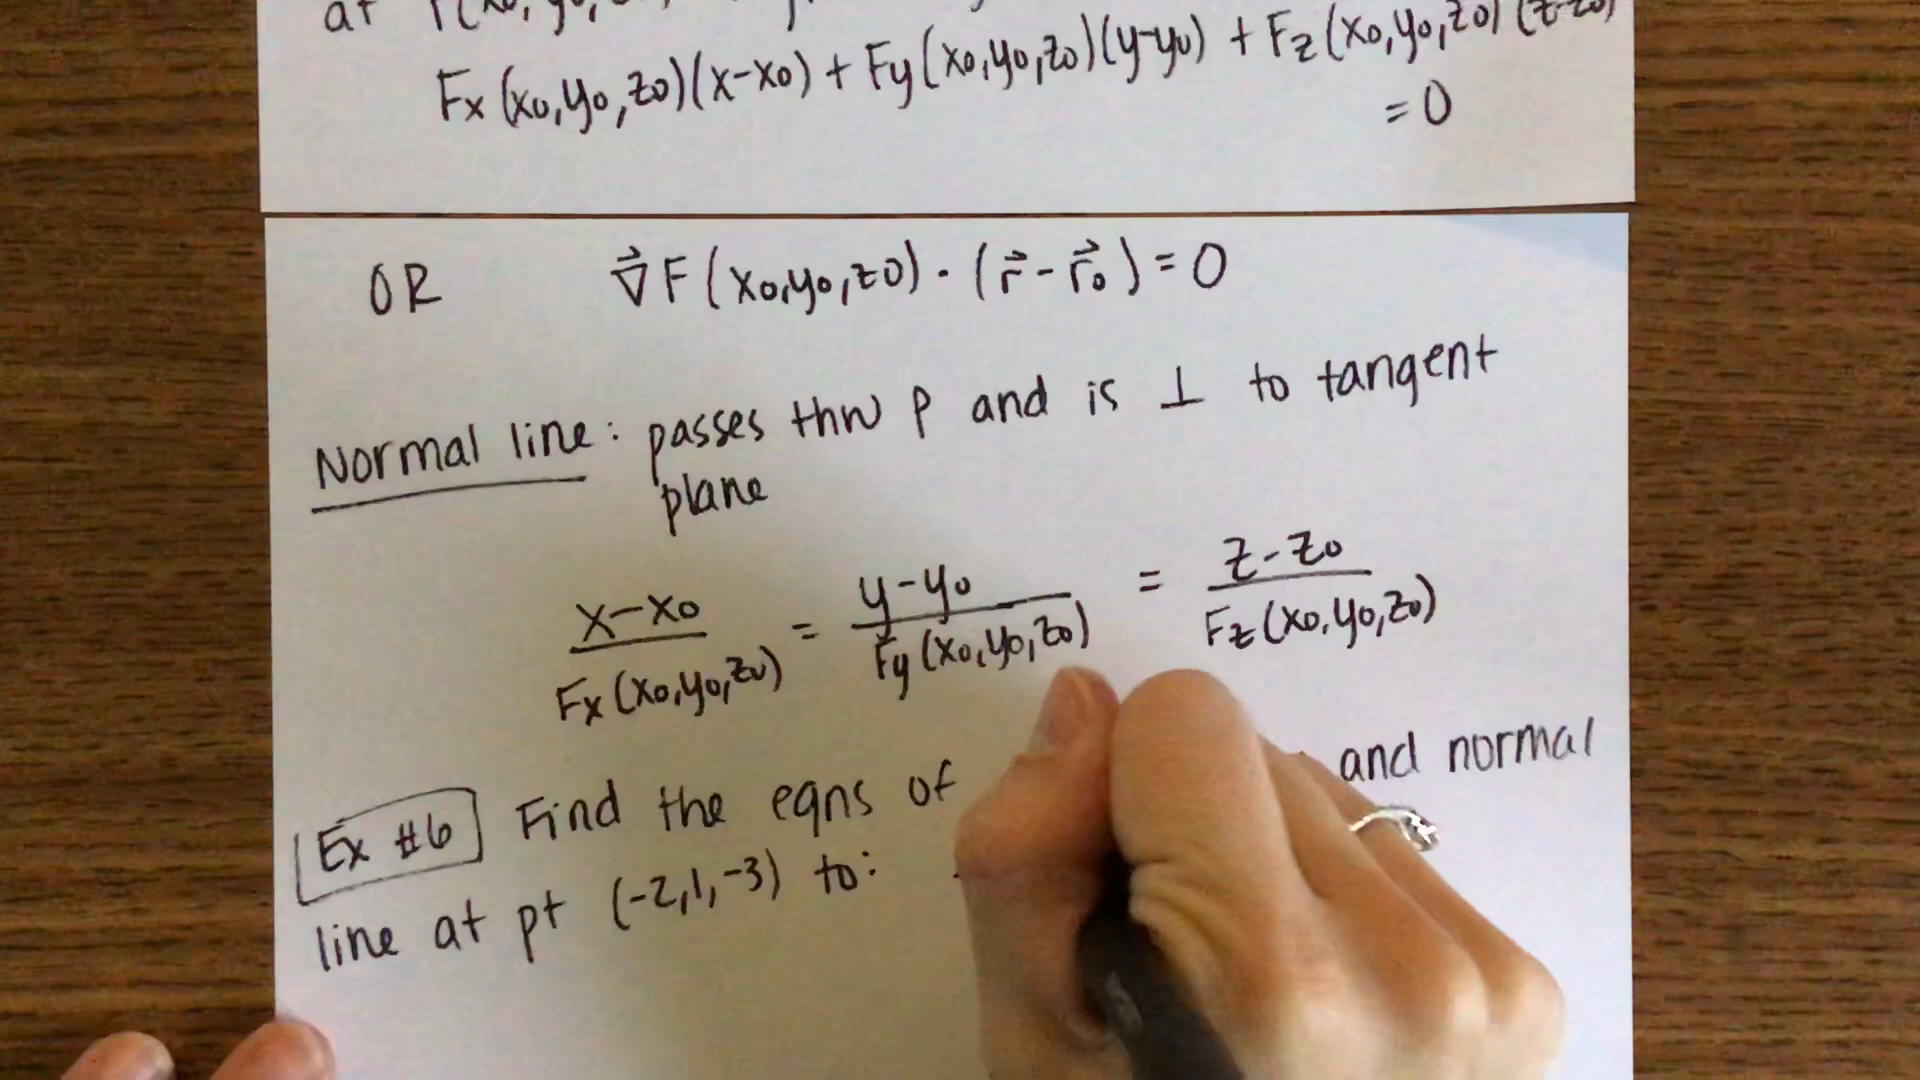 at
Fx (x0, y0, z0)(x-x0) + Fy (x0, y0, z0)(y-y0) + Fz (x0, y0, z0) (z-z0)
= 0
OR ∇⃗F (x0, y0, z0) · (r⃗ - r⃗0) = 0
Normal line: passes thru P and is ⊥ to tangent
plane
x-x0 / Fx (x0, y0, z0) = y-y0 / Fy (x0, y0, z0) = z-z0 / Fz (x0, y0, z0)
Ex #6 Find the eqns of and normal
line at pt (-2, 1, -3) to: